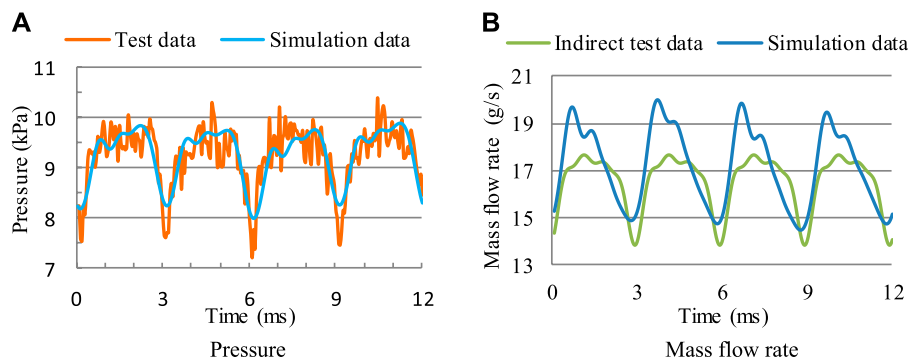 A
Test data
Simulation data
Pressure (kPa)
11
10
9
8
7
0
3
6
9
12
Time (ms)
Pressure
B
Indirect test data
Simulation data
Mass flow rate (g/s)
21
19
17
15
13
0
3
6
9
12
Time (ms)
Mass flow rate